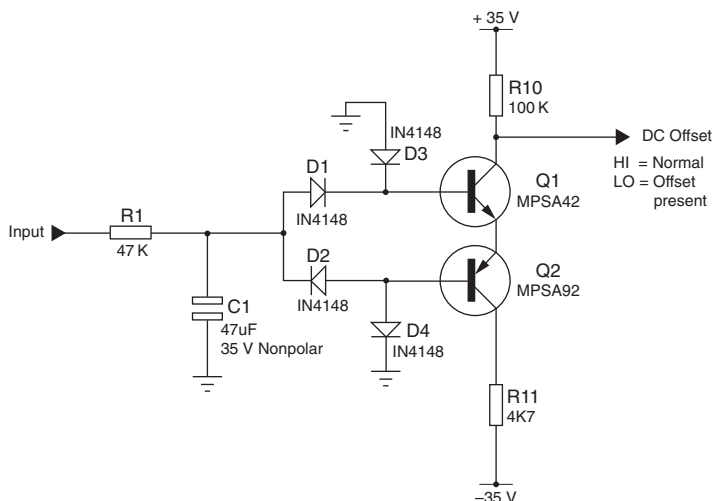 + 35 V
R10
100 K
DC Offset
HI = Normal
LO = Offset
present
IN4148
D3
D1
IN4148
Q1
MPSA42
R1
Input
47 K
D2
IN4148
Q2
MPSA92
C1
47uF
35 V Nonpolar
D4
IN4148
R11
4K7
–35 V